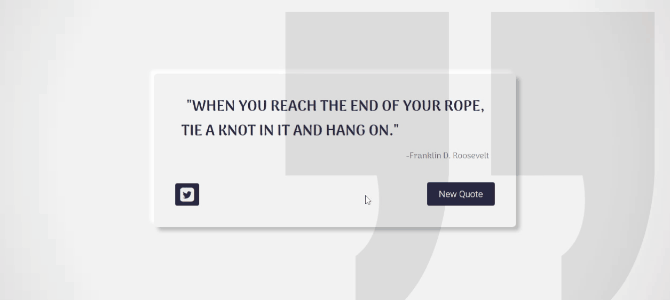 "WHEN YOU REACH THE END OF YOUR ROPE,
TIE A KNOT IN IT AND HANG ON."
-Franklin D. Roosevelt
New Quote